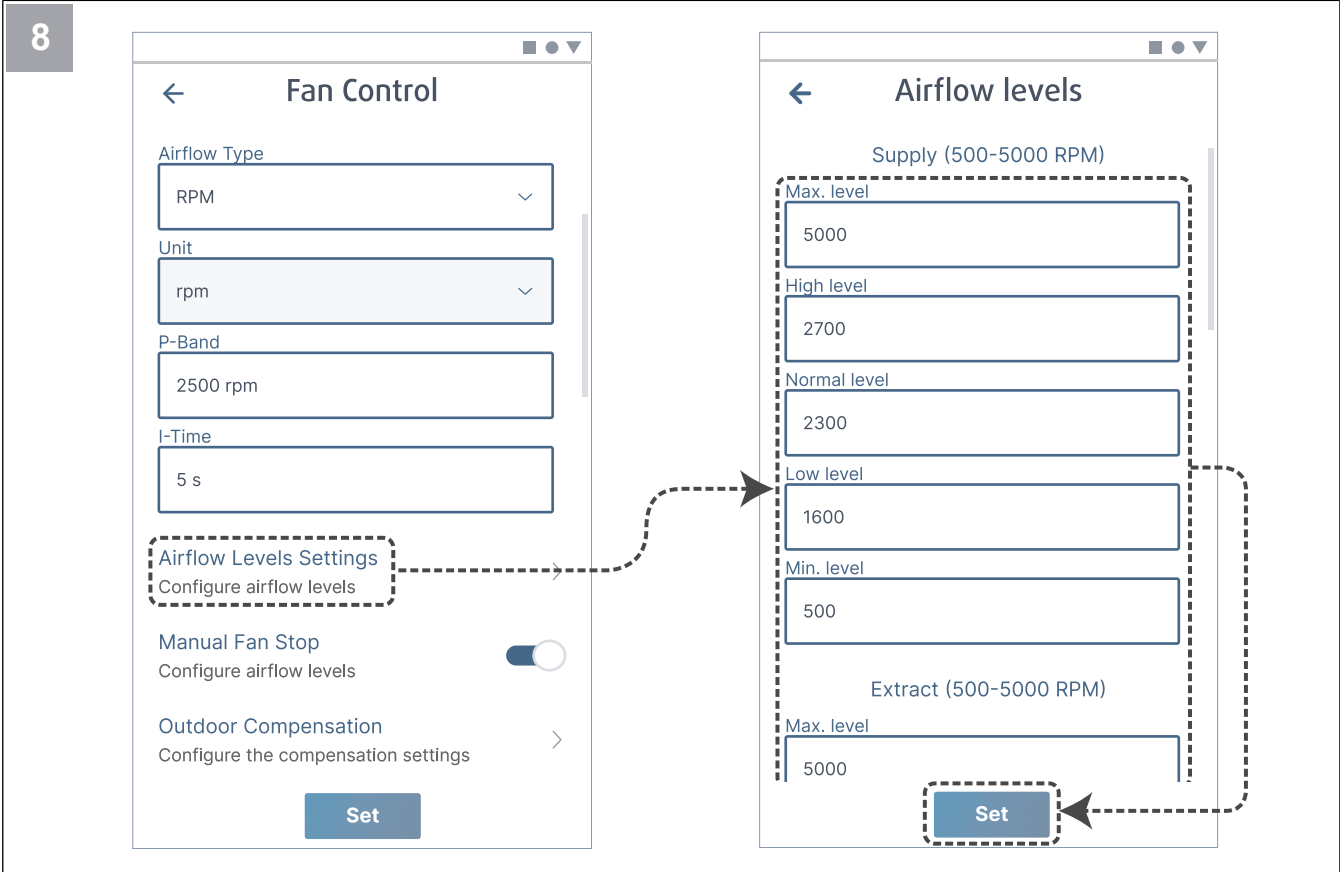 8
Fan Control
Airflow Type
RPM
Unit
rpm
P-Band
2500 rpm
I-Time
5 s
Airflow Levels Settings
Configure airflow levels
Manual Fan Stop
Configure airflow levels
Outdoor Compensation
Configure the compensation settings
Set
Airflow levels
Supply (500-5000 RPM)
Max. level
5000
High level
2700
Normal level
2300
Low level
1600
Min. level
500
Extract (500-5000 RPM)
Max. level
5000
Set